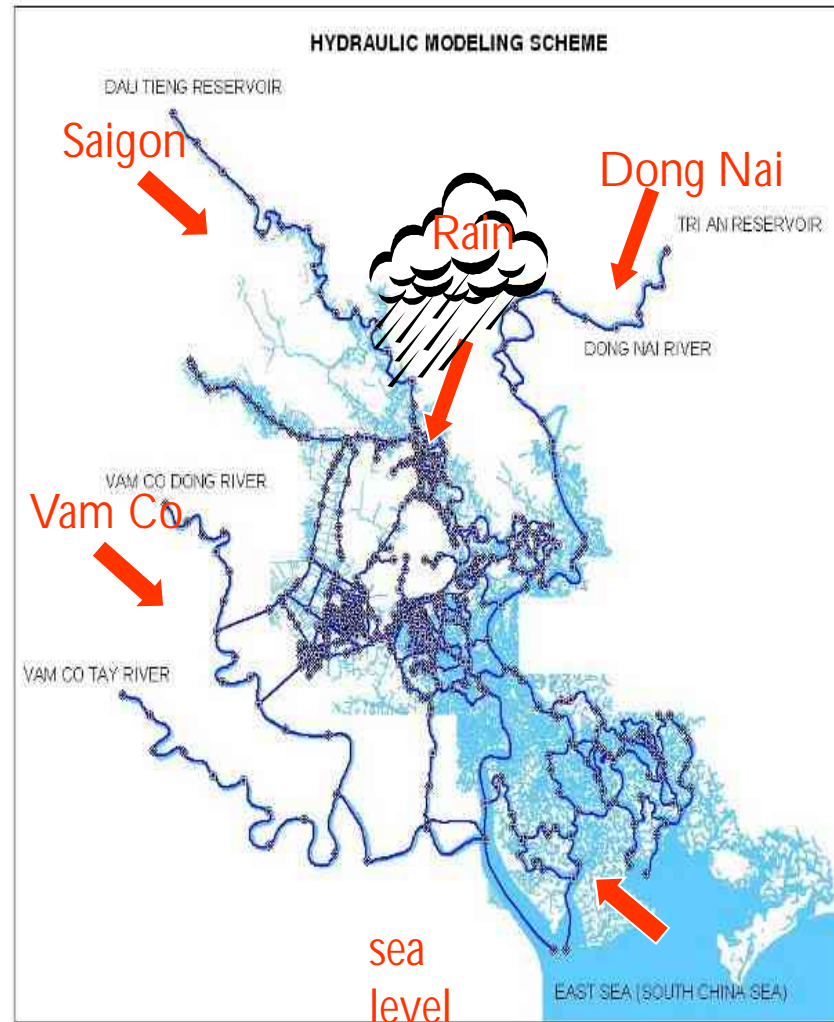 HYDRAULIC MODELING SCHEME
DAU TIENG RESERVOIR
Saigon
Dong Nai
Rain
TRI AN RESERVOIR
DONG NAI RIVER
VAM CO DONG RIVER
Vam Co
VAM CO TAY RIVER
sea
level
EAST SEA (SOUTH CHINA SEA)